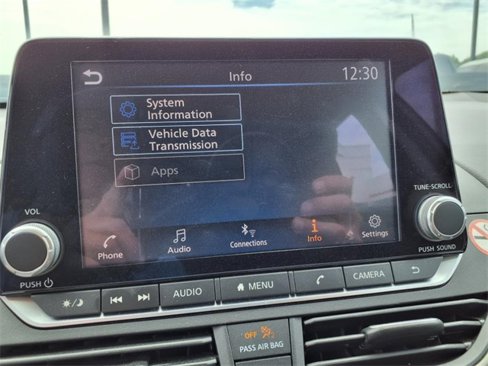 Info
12:30
System
Information
Vehicle Data
Transmission
Apps
Phone
Audio
Connections
i
Info
Settings
VOL
PUSH
TUNE·SCROLL
PUSH SOUND
AUDIO
MENU
CAMERA
OFF
PASS AIR BAG